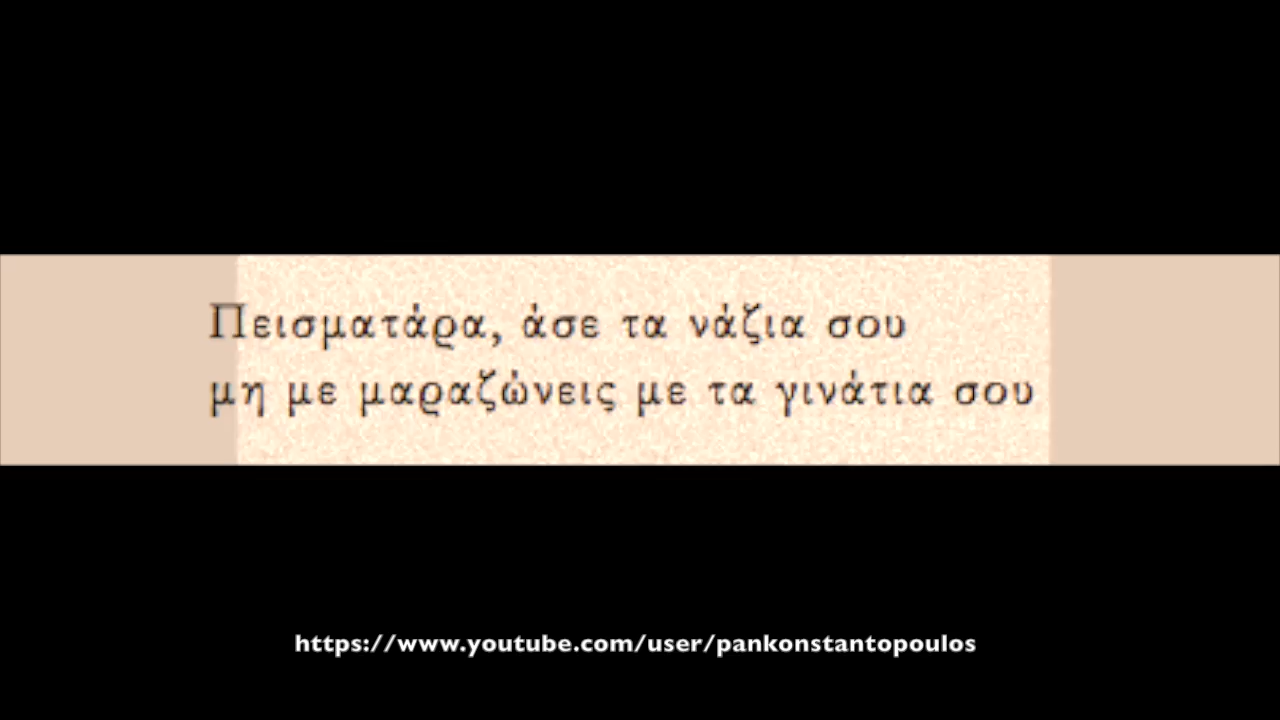 Πεισματάρα, άσε τα νάζια σου
μη με μαραζώνεις με τα γινάτια σου
https://www.youtube.com/user/pankonstantopoulos